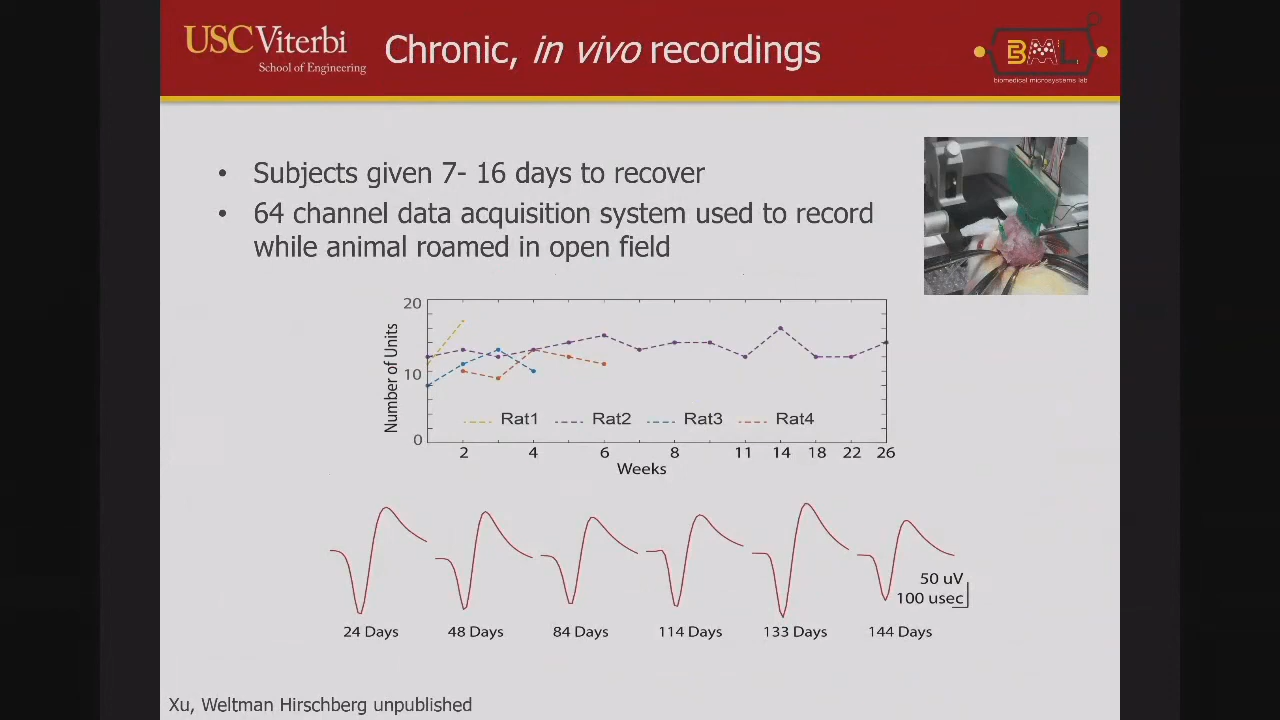 USC Viterbi
School of Engineering
Chronic, in vivo recordings
BML
biomedical microsystems lab
• Subjects given 7- 16 days to recover
• 64 channel data acquisition system used to record
while animal roamed in open field
20
10
0
Number of Units
Rat1 Rat2 Rat3 Rat4
2 4 6 8 11 14 18 22 26
Weeks
50 uV
100 usec
24 Days 48 Days 84 Days 114 Days 133 Days 144 Days
Xu, Weltman Hirschberg unpublished